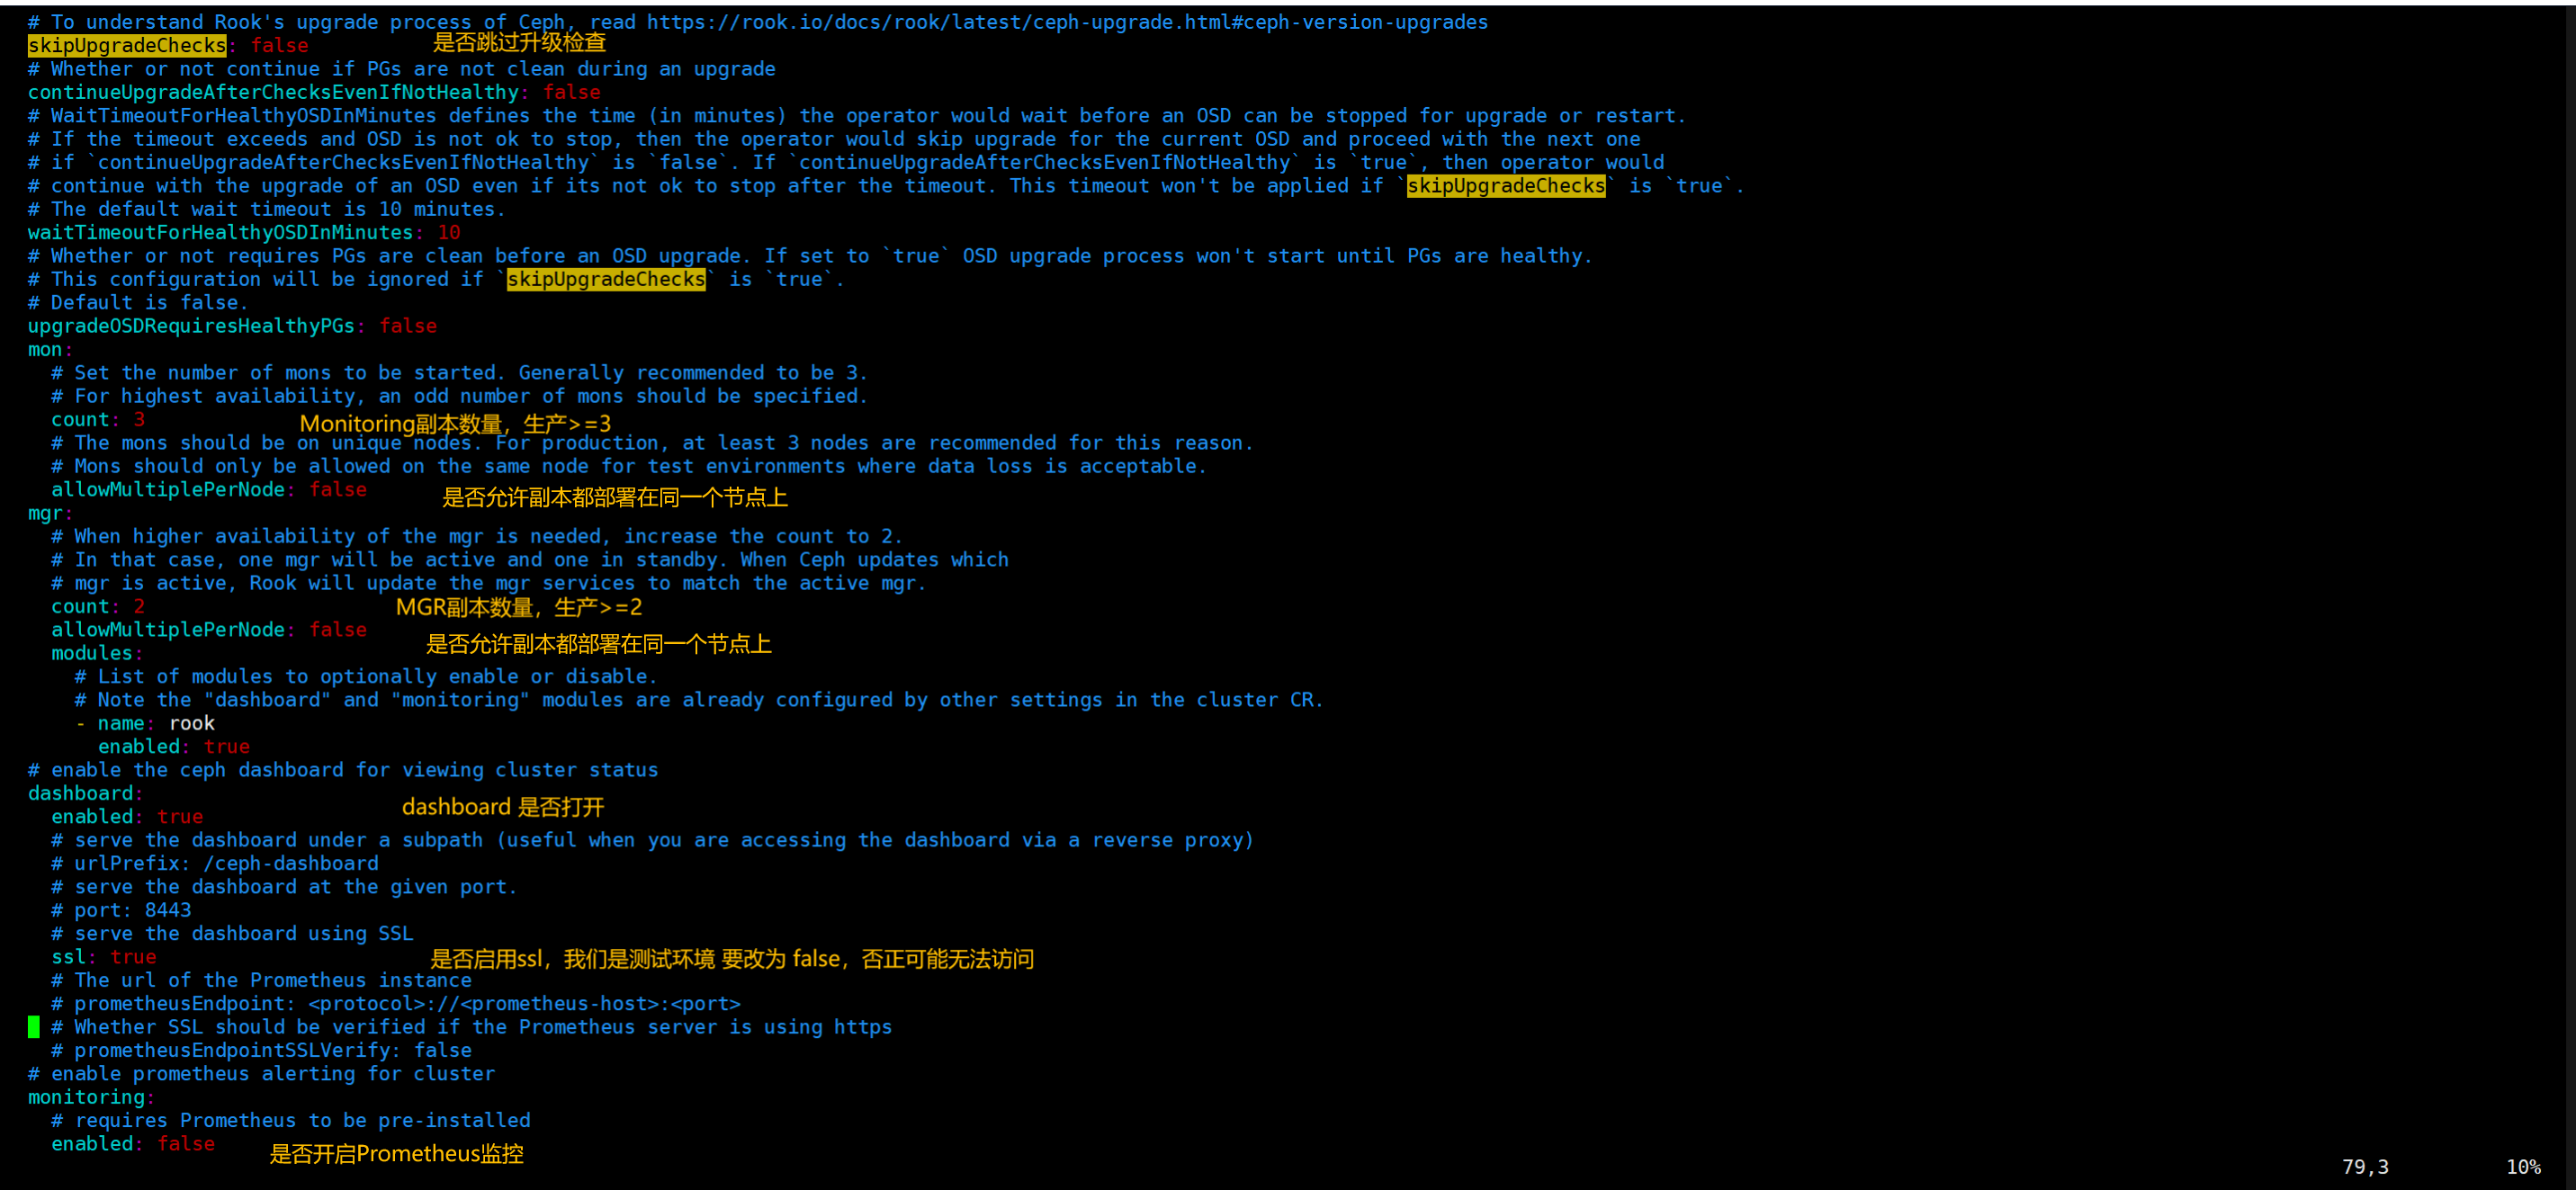 # To understand Rook's upgrade process of Ceph, read https://rook.io/docs/rook/latest/ceph-upgrade.html#ceph-version-upgrades
skipUpgradeChecks: false 是否跳过升级检查
# Whether or not continue if PGs are not clean during an upgrade
continueUpgradeAfterChecksEvenIfNotHealthy: false
# WaitTimeoutForHealthyOSDInMinutes defines the time (in minutes) the operator would wait before an OSD can be stopped for upgrade or restart.
# If the timeout exceeds and OSD is not ok to stop, then the operator would skip upgrade for the current OSD and proceed with the next one
# if `continueUpgradeAfterChecksEvenIfNotHealthy` is `false`. If `continueUpgradeAfterChecksEvenIfNotHealthy` is `true`, then operator would
# continue with the upgrade of an OSD even if its not ok to stop after the timeout. This timeout won't be applied if `skipUpgradeChecks` is `true`.
# The default wait timeout is 10 minutes.
waitTimeoutForHealthyOSDInMinutes: 10
# Whether or not requires PGs are clean before an OSD upgrade. If set to `true` OSD upgrade process won't start until PGs are healthy.
# This configuration will be ignored if `skipUpgradeChecks` is `true`.
# Default is false.
upgradeOSDRequiresHealthyPGs: false
mon:
# Set the number of mons to be started. Generally recommended to be 3.
# For highest availability, an odd number of mons should be specified.
count: 3 Monitoring副本数量，生产>=3
# The mons should be on unique nodes. For production, at least 3 nodes are recommended for this reason.
# Mons should only be allowed on the same node for test environments where data loss is acceptable.
allowMultiplePerNode: false 是否允许副本都部署在同一个节点上
mgr:
# When higher availability of the mgr is needed, increase the count to 2.
# In that case, one mgr will be active and one in standby. When Ceph updates which
# mgr is active, Rook will update the mgr services to match the active mgr.
count: 2 MGR副本数量，生产>=2
allowMultiplePerNode: false 是否允许副本都部署在同一个节点上
modules:
# List of modules to optionally enable or disable.
# Note the "dashboard" and "monitoring" modules are already configured by other settings in the cluster CR.
- name: rook
enabled: true
# enable the ceph dashboard for viewing cluster status
dashboard:
dashboard 是否打开
enabled: true
# serve the dashboard under a subpath (useful when you are accessing the dashboard via a reverse proxy)
# urlPrefix: /ceph-dashboard
# serve the dashboard at the given port.
# port: 8443
# serve the dashboard using SSL
ssl: true 是否启用ssl，我们是测试环境 要改为 false，否正可能无法访问
# The url of the Prometheus instance
# prometheusEndpoint: <protocol>://<prometheus-host>:<port>
# Whether SSL should be verified if the Prometheus server is using https
# prometheusEndpointSSLVerify: false
# enable prometheus alerting for cluster
monitoring:
# requires Prometheus to be pre-installed
enabled: false 是否开启Prometheus监控
79,3 10%